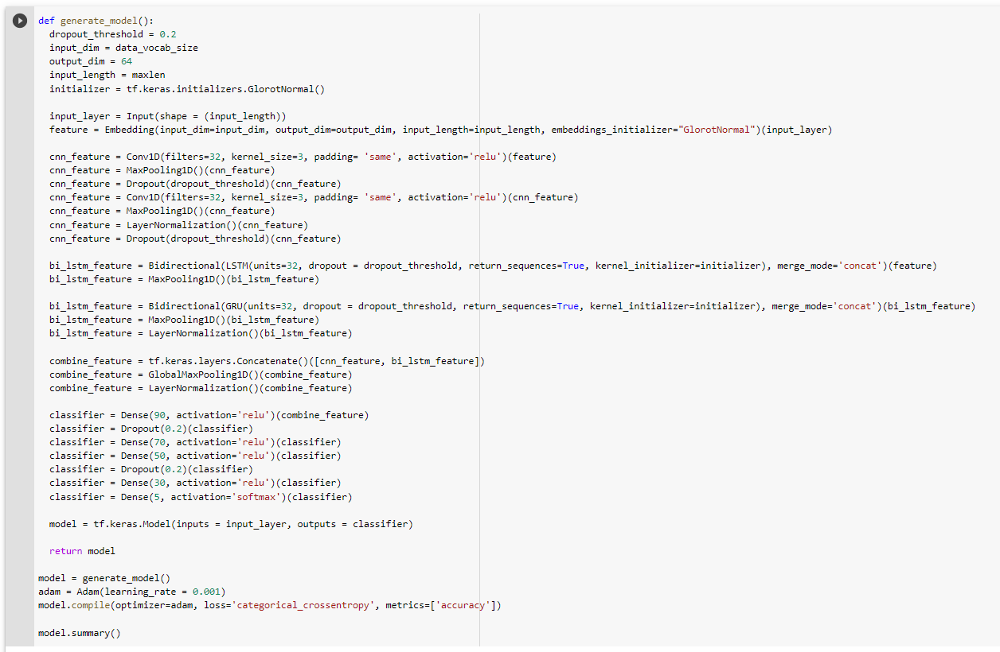 def generate_model():
  dropout_threshold = 0.2
  input_dim = data_vocab_size
  output_dim = 64
  input_length = maxlen
  initializer = tf.keras.initializers.GlorotNormal()

  input_layer = Input(shape = (input_length))
  feature = Embedding(input_dim=input_dim, output_dim=output_dim, input_length=input_length, embeddings_initializer="GlorotNormal")(input_layer)

  cnn_feature = Conv1D(filters=32, kernel_size=3, padding= 'same', activation='relu')(feature)
  cnn_feature = MaxPooling1D()(cnn_feature)
  cnn_feature = Dropout(dropout_threshold)(cnn_feature)
  cnn_feature = Conv1D(filters=32, kernel_size=3, padding= 'same', activation='relu')(cnn_feature)
  cnn_feature = MaxPooling1D()(cnn_feature)
  cnn_feature = LayerNormalization()(cnn_feature)
  cnn_feature = Dropout(dropout_threshold)(cnn_feature)

  bi_lstm_feature = Bidirectional(LSTM(units=32, dropout = dropout_threshold, return_sequences=True, kernel_initializer=initializer), merge_mode='concat')(feature)
  bi_lstm_feature = MaxPooling1D()(bi_lstm_feature)

  bi_lstm_feature = Bidirectional(GRU(units=32, dropout = dropout_threshold, return_sequences=True, kernel_initializer=initializer), merge_mode='concat')(bi_lstm_feature)
  bi_lstm_feature = MaxPooling1D()(bi_lstm_feature)
  bi_lstm_feature = LayerNormalization()(bi_lstm_feature)

  combine_feature = tf.keras.layers.Concatenate()([cnn_feature, bi_lstm_feature])
  combine_feature = GlobalMaxPooling1D()(combine_feature)
  combine_feature = LayerNormalization()(combine_feature)

  classifier = Dense(90, activation='relu')(combine_feature)
  classifier = Dropout(0.2)(classifier)
  classifier = Dense(70, activation='relu')(classifier)
  classifier = Dense(50, activation='relu')(classifier)
  classifier = Dropout(0.2)(classifier)
  classifier = Dense(30, activation='relu')(classifier)
  classifier = Dense(5, activation='softmax')(classifier)

  model = tf.keras.Model(inputs = input_layer, outputs = classifier)

  return model

model = generate_model()
adam = Adam(learning_rate = 0.001)
model.compile(optimizer=adam, loss='categorical_crossentropy', metrics=['accuracy'])

model.summary()